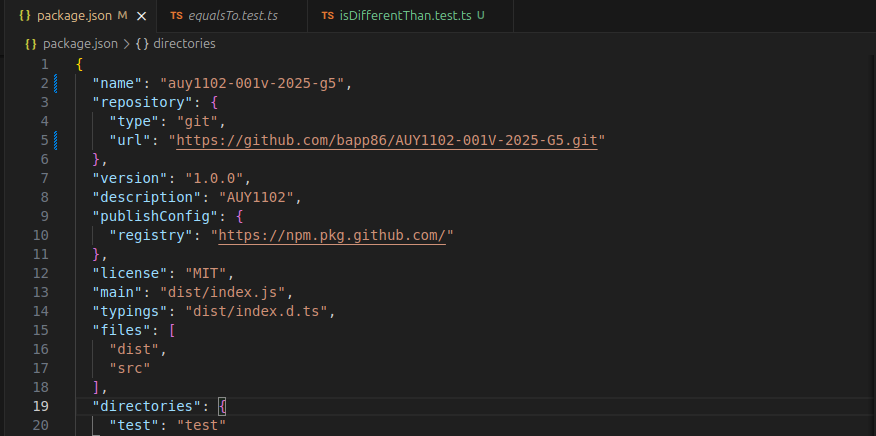 {} package.json M × TS equalsTo.test.ts TS isDifferentThan.test.ts U
{} package.json > {} directories
1 {
2 "name": "auy1102-001v-2025-g5",
3 "repository": {
4 "type": "git",
5 "url": "https://github.com/bapp86/AUY1102-001V-2025-G5.git"
6 },
7 "version": "1.0.0",
8 "description": "AUY1102",
9 "publishConfig": {
10 "registry": "https://npm.pkg.github.com/"
11 },
12 "license": "MIT",
13 "main": "dist/index.js",
14 "typings": "dist/index.d.ts",
15 "files": [
16 "dist",
17 "src"
18 ],
19 "directories": {
20 "test": "test"